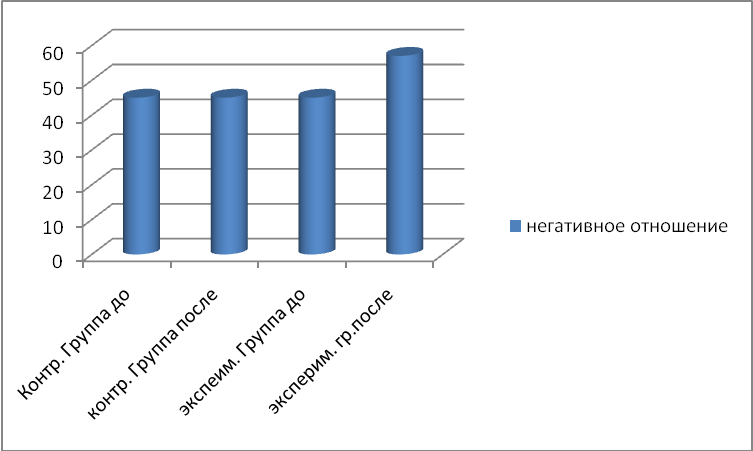 60
50
40
30
20
10
0
Контр. Группа до
контр. Группа после
экспеим. Группа до
эксперим. гр.после
негативное отношение